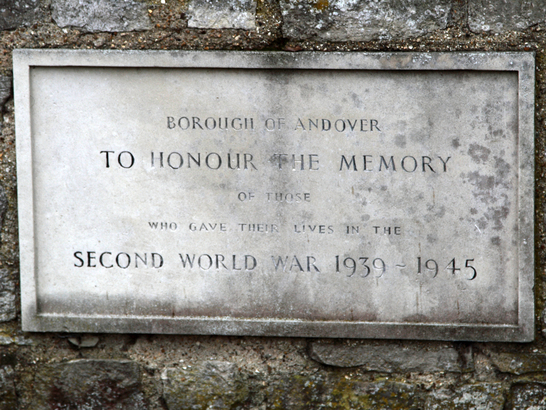 BOROUGH OF ANDOVER
TO HONOUR THE MEMORY
OF THOSE
WHO GAVE THEIR LIVES IN THE
SECOND WORLD WAR 1939 - 1945